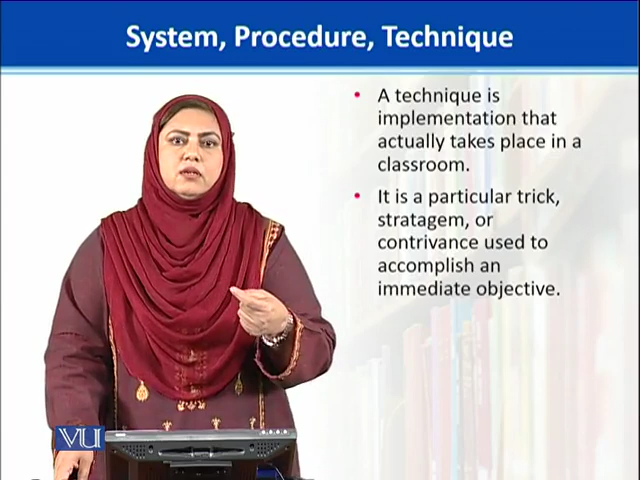 System, Procedure, Technique
• A technique is
implementation that
actually takes place in a
classroom.
• It is a particular trick,
stratagem, or
contrivance used to
accomplish an
immediate objective.
VU